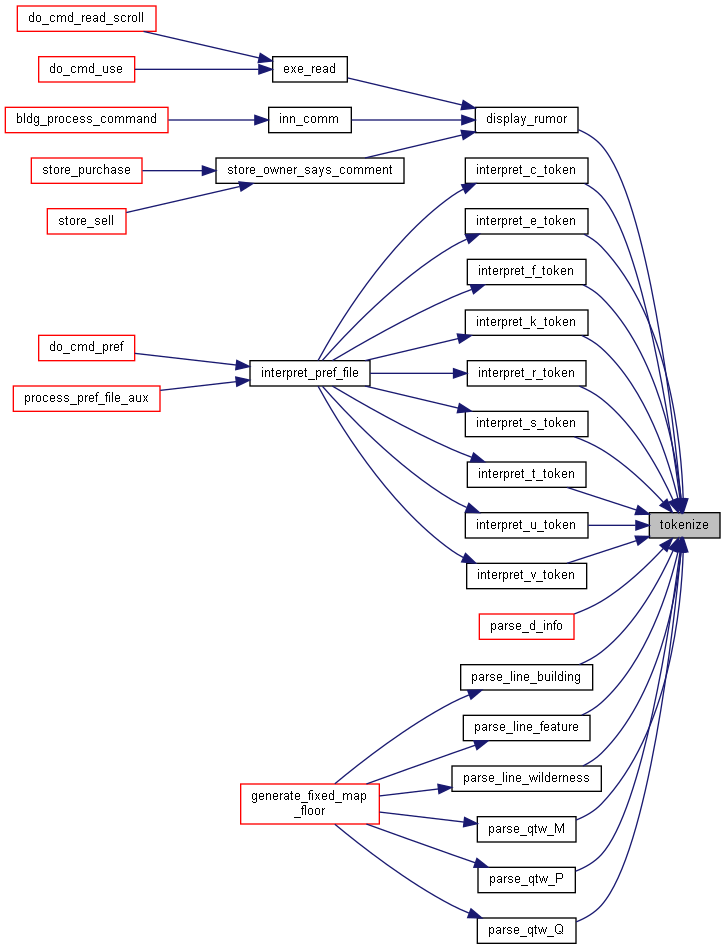 do_cmd_read_scroll
do_cmd_use
exe_read
bldg_process_command
inn_comm
display_rumor
store_purchase
store_owner_says_comment
interpret_c_token
store_sell
interpret_e_token
interpret_f_token
interpret_k_token
do_cmd_pref
interpret_pref_file
interpret_r_token
process_pref_file_aux
interpret_s_token
interpret_t_token
interpret_u_token
tokenize
interpret_v_token
parse_d_info
parse_line_building
parse_line_feature
parse_line_wilderness
generate_fixed_map
_floor
parse_qtw_M
parse_qtw_P
parse_qtw_Q